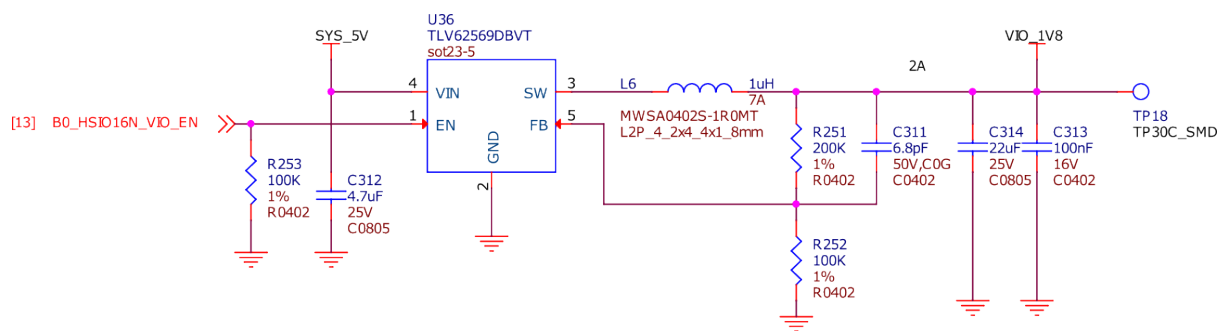 U36
TLV62569DBVT
sot23-5
SYS_5V
VIO_1V8
2A
4
VIN
SW
3
L6
1uH
7A
[13] B0_HSIO16N_VIO_EN
1
EN
FB
5
MWSA0402S-1R0MT
L2P_4_2x4_4x1_8mm
GND
2
TP18
TP30C_SMD
R253
100K
1%
R0402
C312
4.7uF
25V
C0805
R251
200K
1%
R0402
C311
6.8pF
50V,C0G
C0402
C314
22uF
25V
C0805
C313
100nF
16V
C0402
R252
100K
1%
R0402